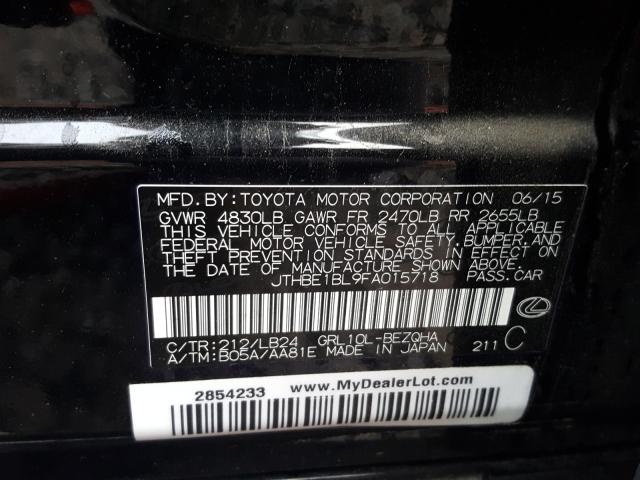 MFD. BY: TOYOTA MOTOR CORPORATION 06/15
GVWR 4830LB GAWR FR 2470LB RR 2655LB
THIS VEHICLE CONFORMS TO ALL APPLICABLE
FEDERAL MOTOR VEHICLE SAFETY, BUMPER, AND
THEFT PREVENTION STANDARDS IN EFFECT ON
THE DATE OF MANUFACTURE SHOWN ABOVE.
JTHBE1BL9FA015718 PASS. CAR
C/TR: 212/LB24 GRL10L-BEZQHA
A/TM: B05A/AA81E MADE IN JAPAN 211 C
2854233 www.MyDealerLot.com